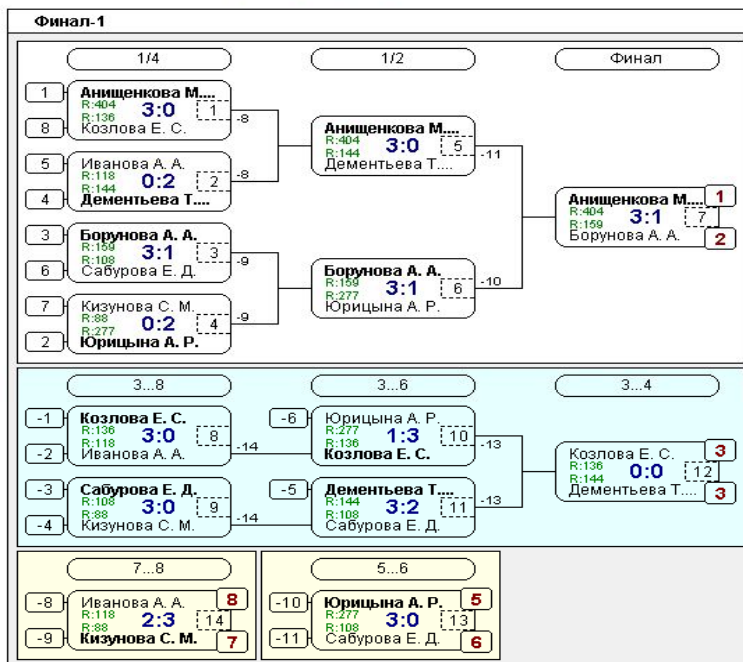 Финал-1
1/4 1/2 Финал
1 Анищенкова М....
R:404 3:0 1
R:136
8 Козлова Е. С. -8
5 Иванова А. А.
R:118 0:2 2 -8
R:144
4 Дементьева Т....
Анищенкова М....
R:404 3:0 5
R:144
Дементьева Т.... -11
3 Борунова А. А.
R:159 3:1 3
R:108
6 Сабурова Е. Д. -9
7 Кизунова С. М.
R:88 0:2 4 -9
R:277
2 Юрицына А. Р.
Борунова А. А.
R:159 3:1 6 -10
R:277
Юрицына А. Р.
Анищенкова М.... 1
R:404 3:1 7
R:159
Борунова А. А. 2
3...8 3...6 3...4
-1 Козлова Е. С.
R:136 3:0 8
R:118
-2 Иванова А. А. -14
-3 Сабурова Е. Д.
R:108 3:0 9
R:88
-4 Кизунова С. М. -14
-6 Юрицына А. Р.
R:277 1:3 10
R:136
Козлова Е. С. -13
-5 Дементьева Т....
R:144 3:2 11 -13
R:108
Сабурова Е. Д.
Козлова Е. С. 3
R:136 0:0 12
R:144
Дементьева Т.... 3
7...8 5...6
-8 Иванова А. А. 8
R:118 2:3 14
R:88
-9 Кизунова С. М. 7
-10 Юрицына А. Р. 5
R:277 3:0 13
R:108
-11 Сабурова Е. Д. 6